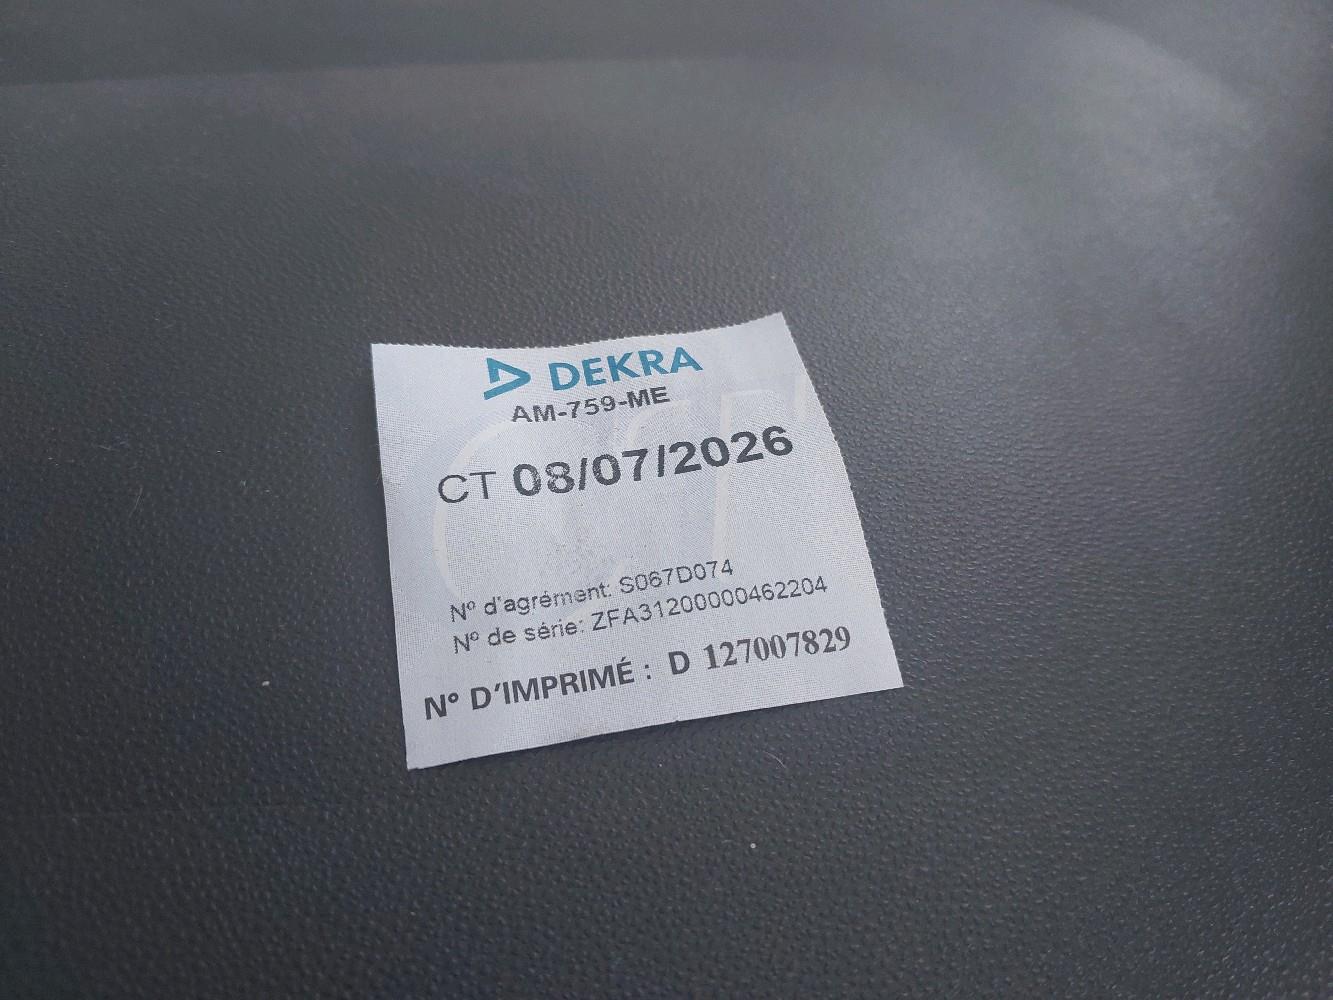 DEKRA
AM-759-ME
CT 08/07/2026
N° d'agrément: S067D074
N° de série: ZFA31200000462204
N° D'IMPRIMÉ : D 127007829